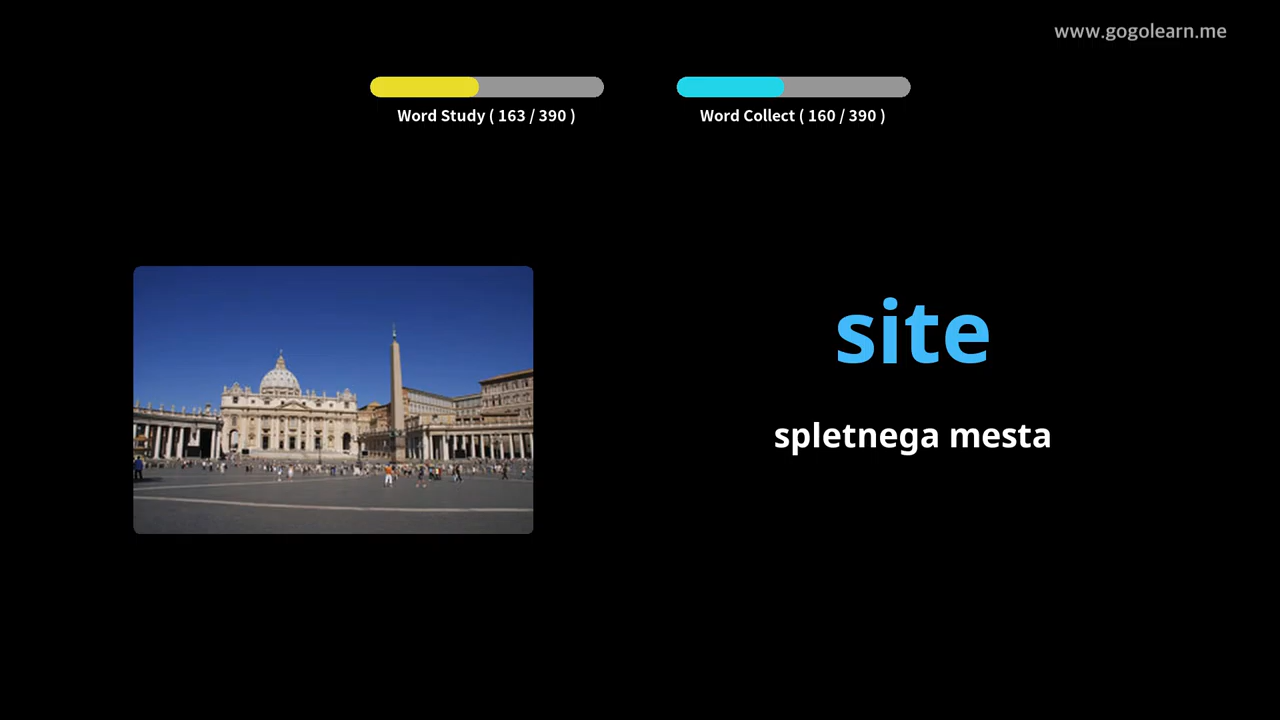 www.gogolearn.me
Word Study ( 163 / 390 )
Word Collect ( 160 / 390 )
site
spletnega mesta